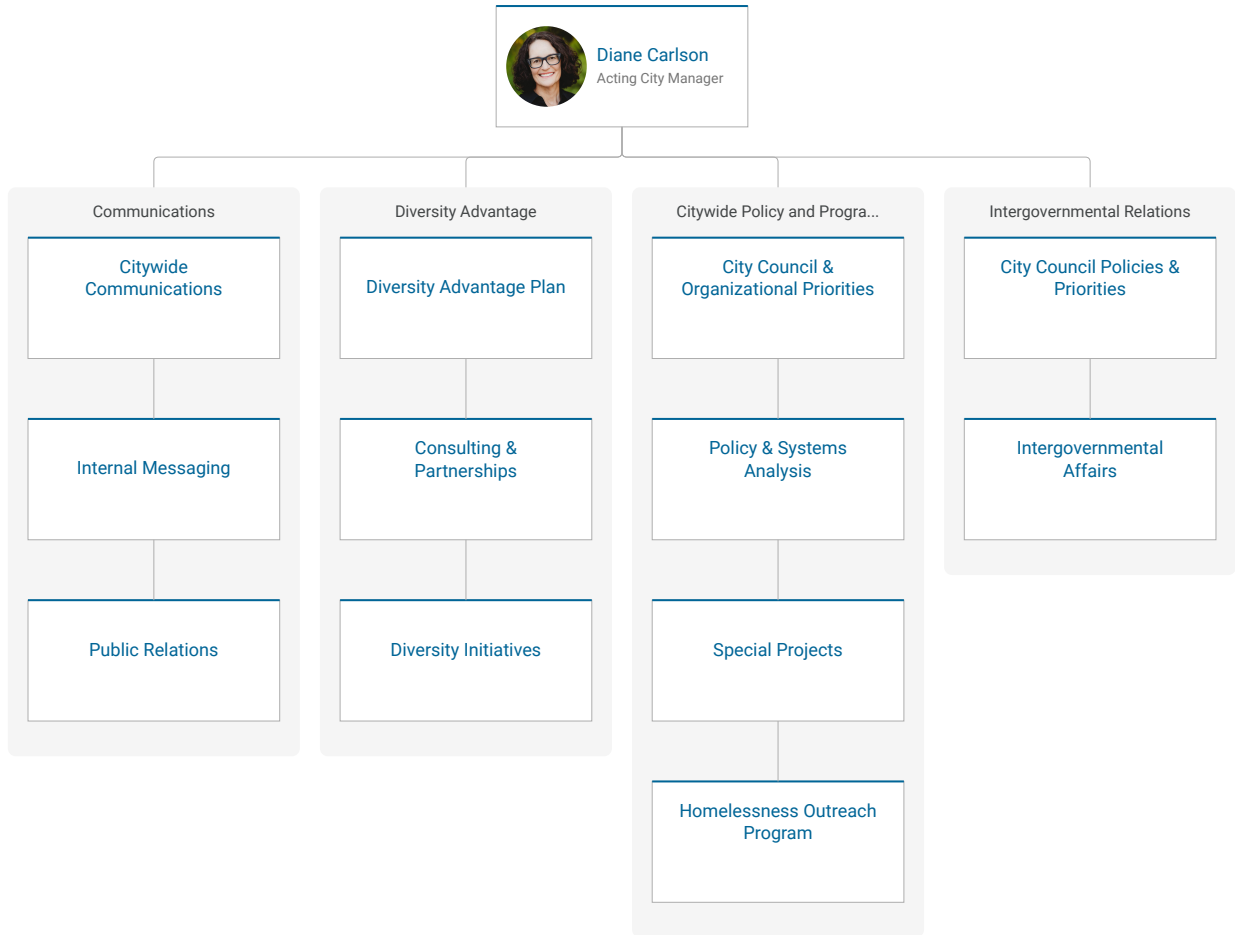 Diane Carlson
Acting City Manager
Communications
Citywide
Communications
Internal Messaging
Public Relations
Diversity Advantage
Diversity Advantage Plan
Consulting &
Partnerships
Diversity Initiatives
Citywide Policy and Progra...
City Council &
Organizational Priorities
Policy & Systems
Analysis
Special Projects
Homelessness Outreach
Program
Intergovernmental Relations
City Council Policies &
Priorities
Intergovernmental
Affairs